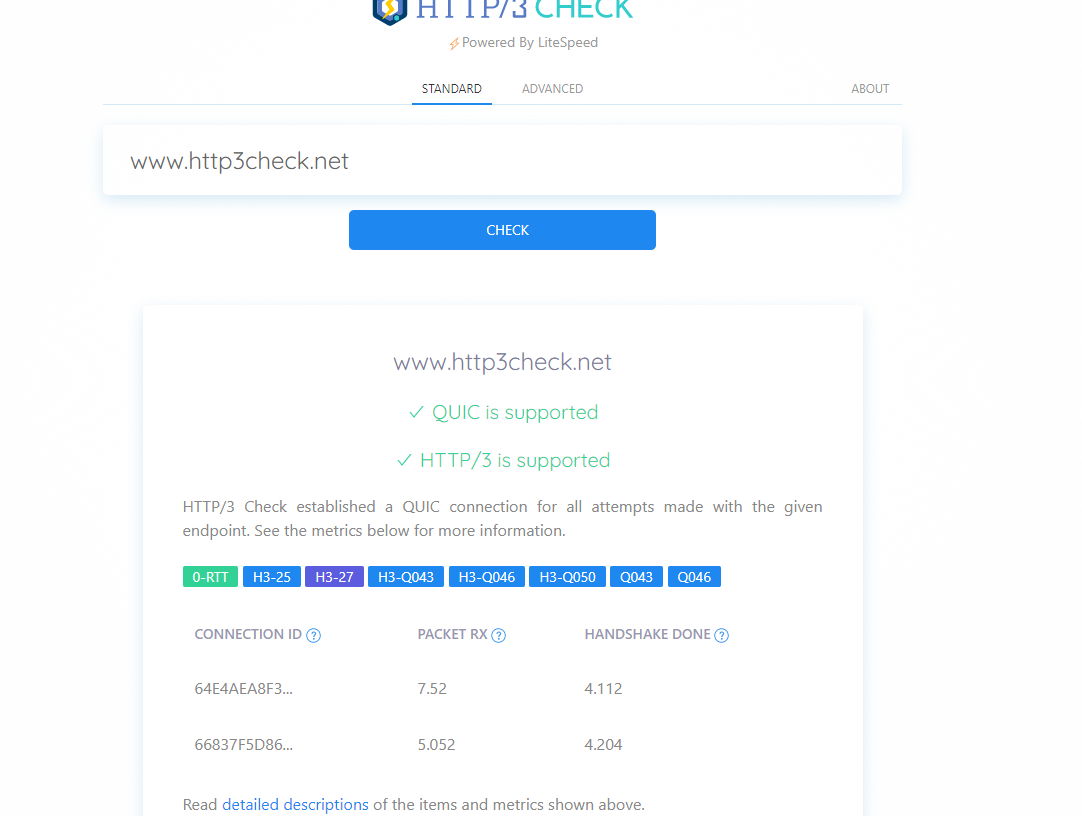 HTTP/3 CHECK
Powered By LiteSpeed
STANDARD ADVANCED ABOUT
www.http3check.net
CHECK
www.http3check.net
QUIC is supported
HTTP/3 is supported
HTTP/3 Check established a QUIC connection for all attempts made with the given
endpoint. See the metrics below for more information.
0-RTT H3-25 H3-27 H3-Q043 H3-Q046 H3-Q050 Q043 Q046
CONNECTION ID ? PACKET RX ? HANDSHAKE DONE ?
64E4AEA8F3... 7.52 4.112
66837F5D86... 5.052 4.204
Read detailed descriptions of the items and metrics shown above.